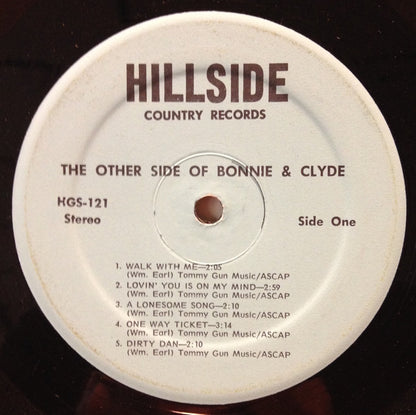 HILLSIDE
COUNTRY RECORDS
THE OTHER SIDE OF BONNIE & CLYDE
HGS-121
Stereo
Side One
1. WALK WITH ME—2:05
(Wm. Earl) Tommy Gun Music/ASCAP
2. LOVIN' YOU IS ON MY MIND—2:59
(Wm. Earl) Tommy Gun Music/ASCAP
3. A LONESOME SONG—2:10
(Wm. Earl) Tommy Gun Music/ASCAP
4. ONE WAY TICKET—3:14
(Wm. Earl) Tommy Gun Music/ASCAP
5. DIRTY DAN—2:10
(Wm. Earl) Tommy Gun Music/ASCAP